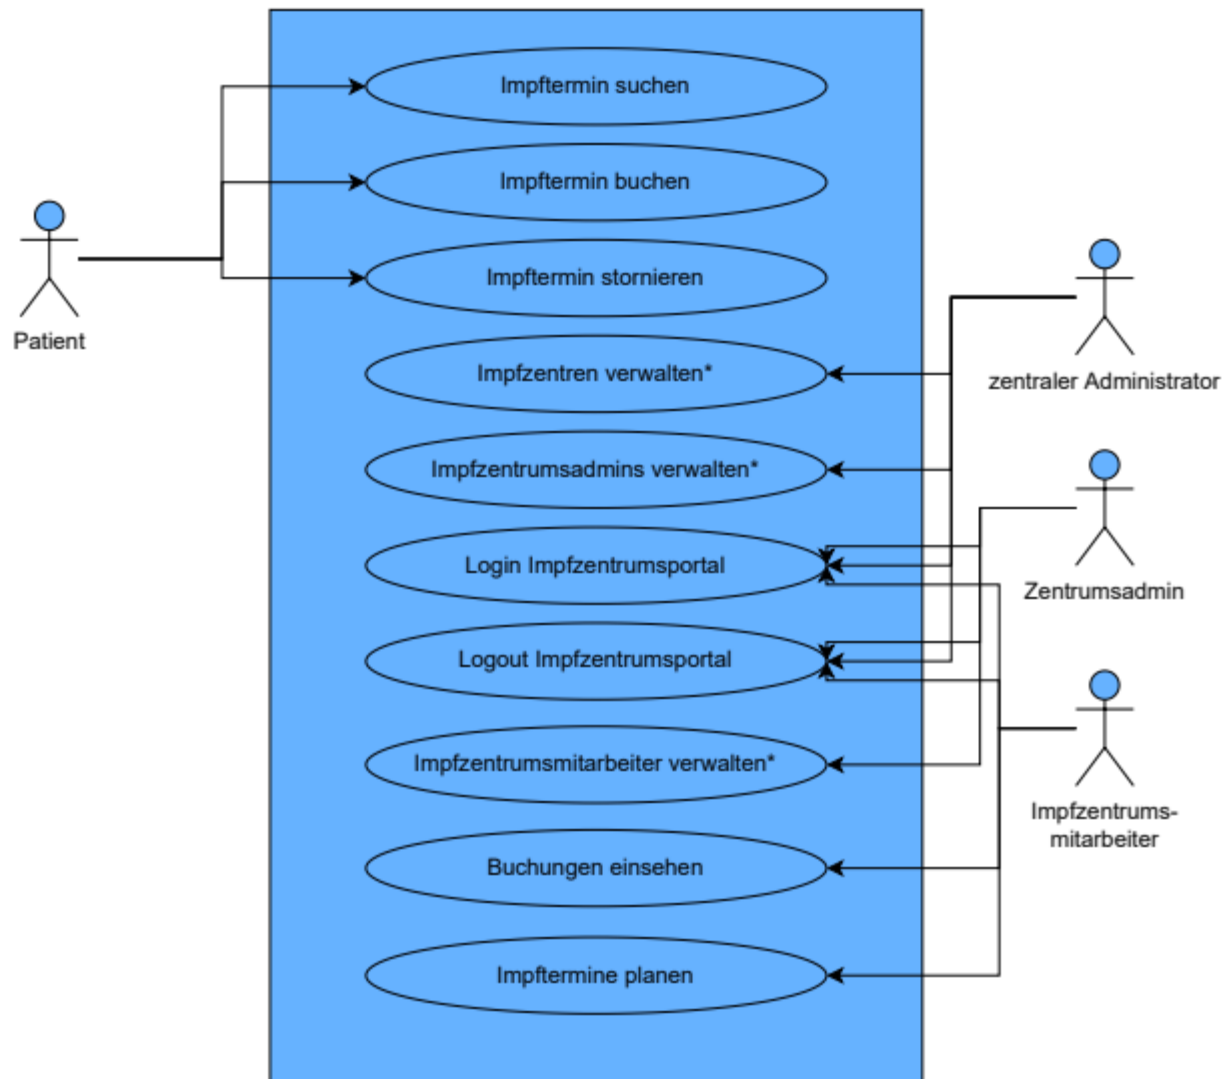 Impftermin suchen
Impftermin buchen
Impftermin stornieren
Patient
Impfzentren verwalten*
zentraler Administrator
Impfzentrumsadmins verwalten*
Login Impfzentrumsportal
Zentrumsadmin
Logout Impfzentrumsportal
Impfzentrumsmitarbeiter verwalten*
Impfzentrums-
mitarbeiter
Buchungen einsehen
Impftermine planen